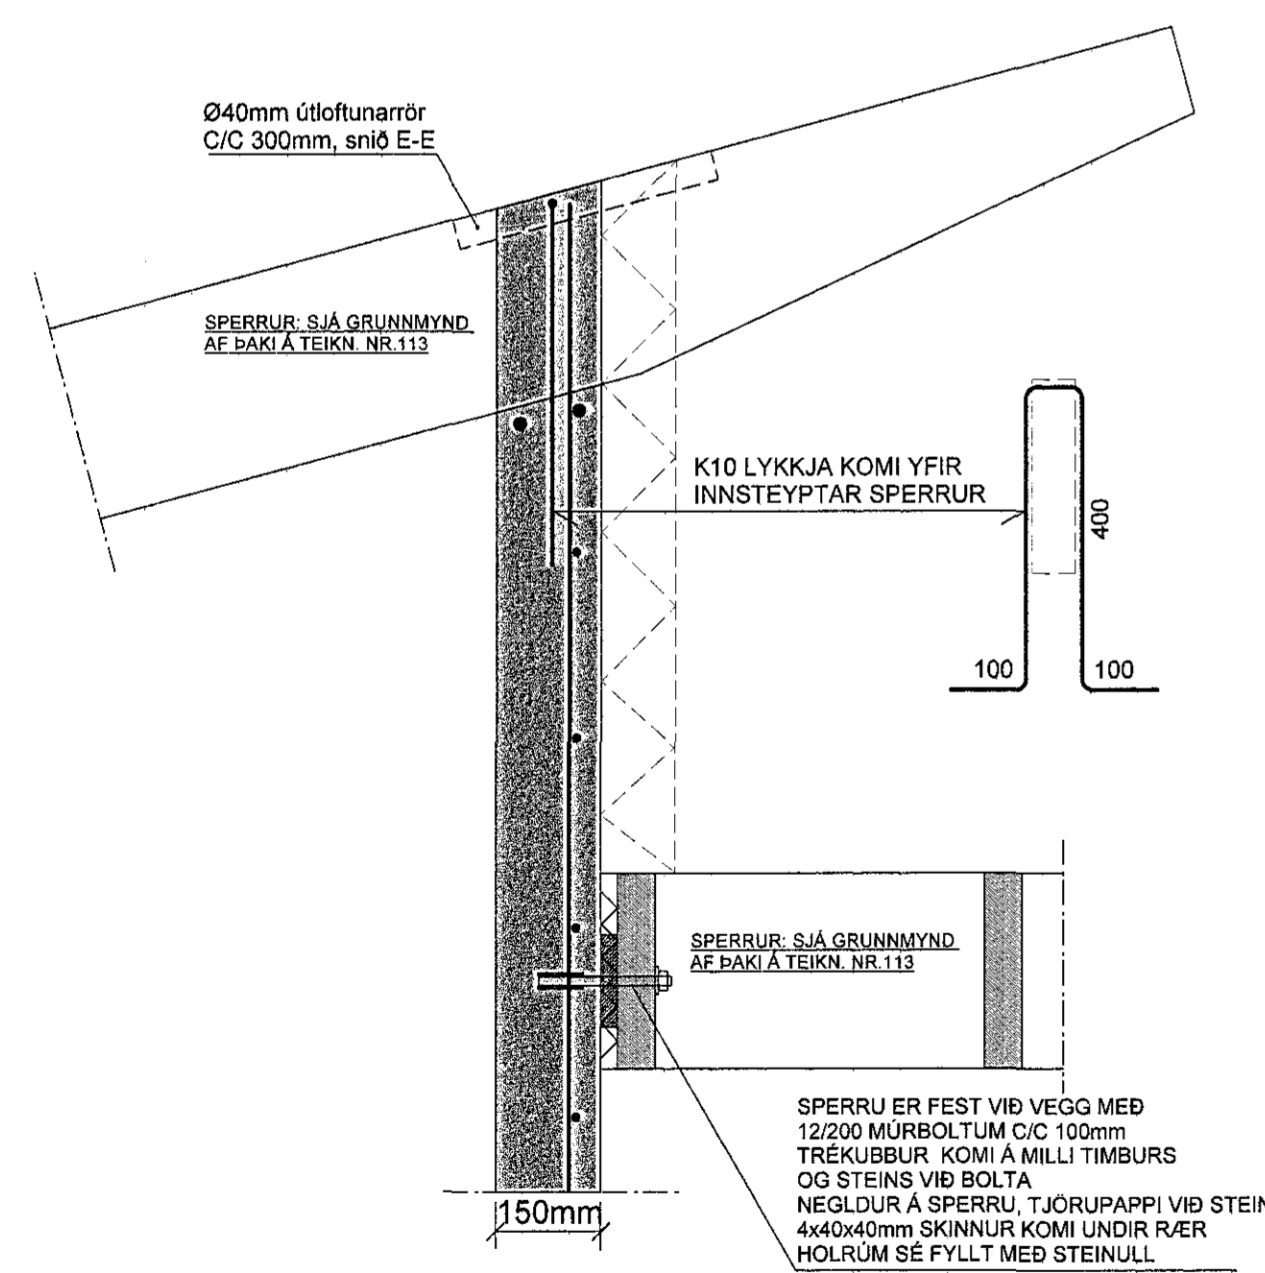 Ø40mm útloftunarrör
C/C 300mm, snið E-E
SPERRUR: SJÁ GRUNNMYND
AF ÞAKI Á TEIKN. NR.113
K10 LYKKJA KOMI YFIR
INNSTEYPTAR SPERRUR
400
100
100
SPERRUR: SJÁ GRUNNMYND
AF ÞAKI Á TEIKN. NR.113
SPERRU ER FEST VIÐ VEGG MEÐ
12/200 MÚRBOLTUM C/C 100mm
TRÉKUBBUR KOMI Á MILLI TIMBURS
OG STEINS VIÐ BOLTA
NEGLDUR Á SPERRU, TJÖRUPAPPI VIÐ STEIN
4x40x40mm SKINNUR KOMI UNDIR RÆR
HOLRÚM SÉ FYLLT MEÐ STEINULL
150mm